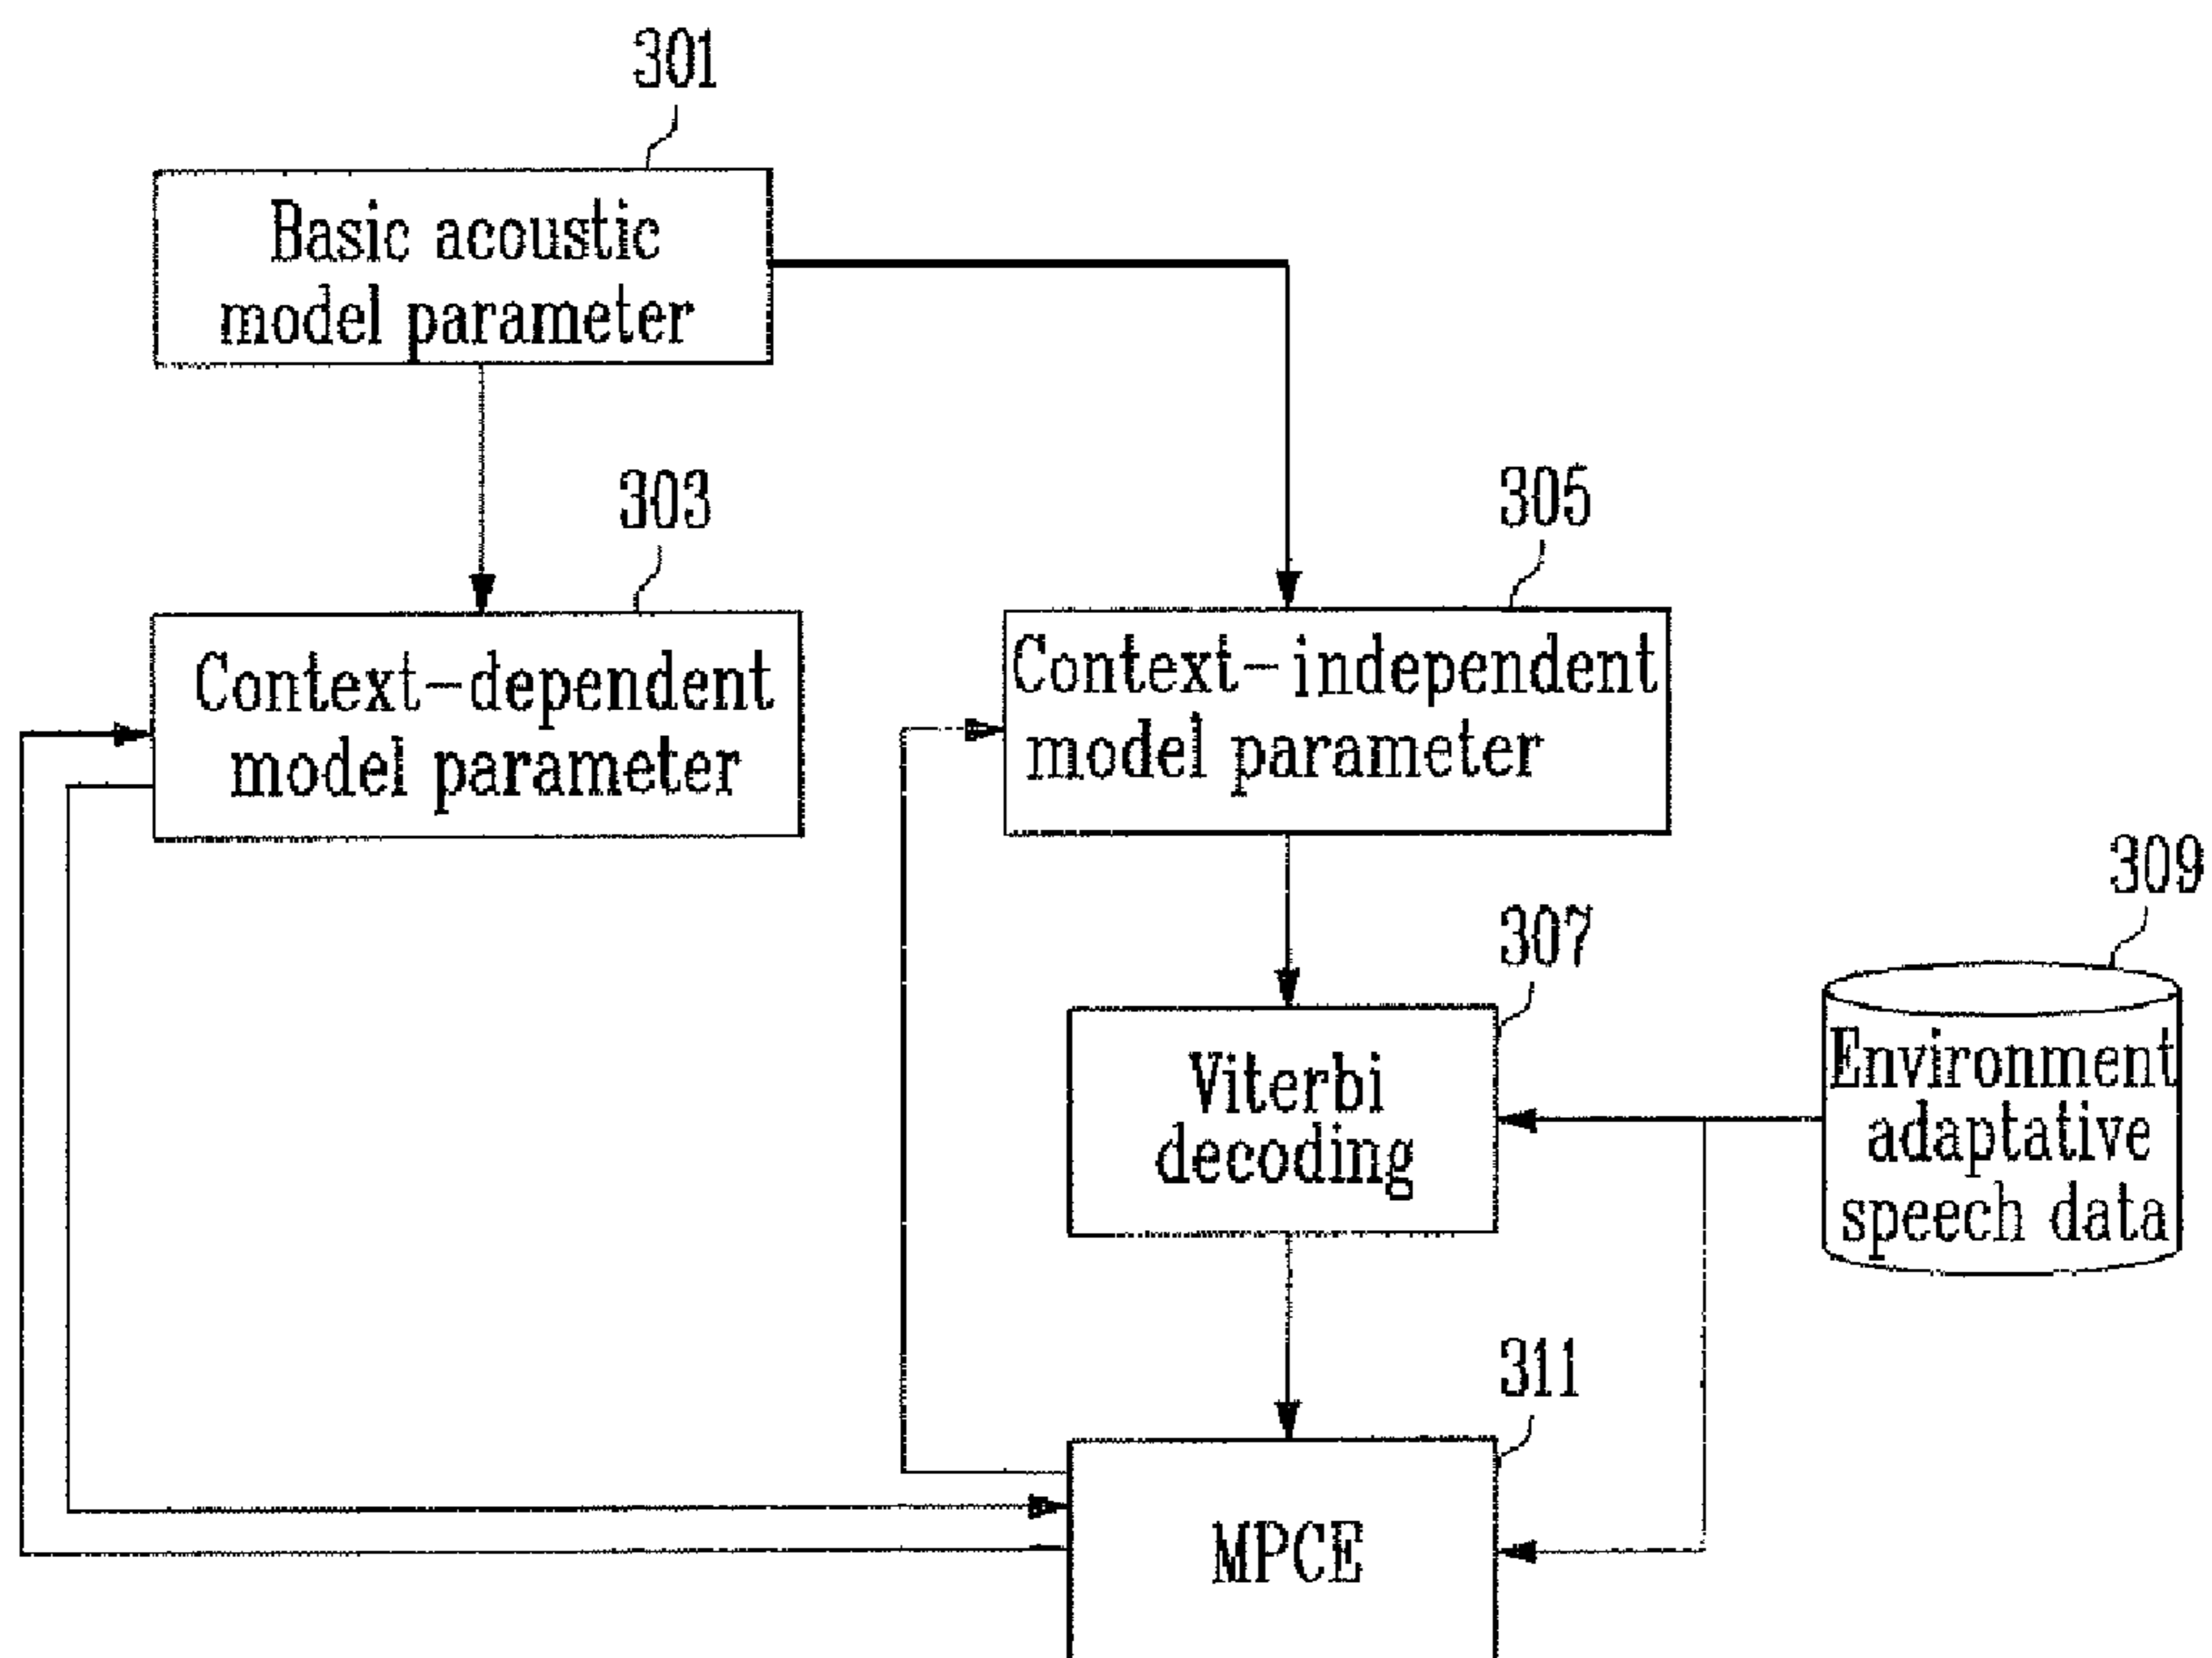 301
Basic acoustic
model parameter
303
305
Context-dependent
model parameter
Context-independent
model parameter
307
309
Viterbi
decoding
Environment
adaptative
speech data
311
MPCE